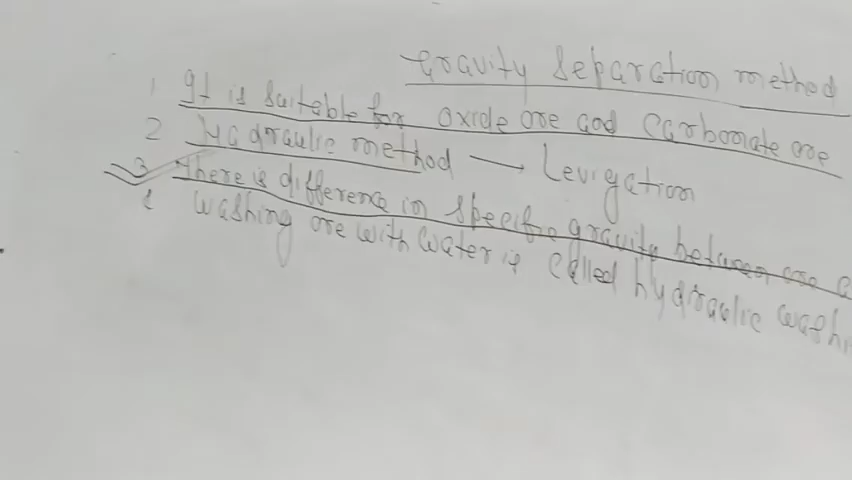 Gravity Separation method
1 It is Suitable for oxide ore and Carbonate ore
2 Hydraulic method → Levigation
3 There is difference in specific gravity between ore
4 Washing ore with water is called hydraulic